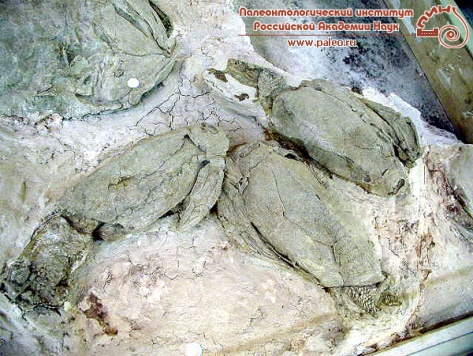 Палеонтологический институт
Российской Академии Наук
www.paleo.ru